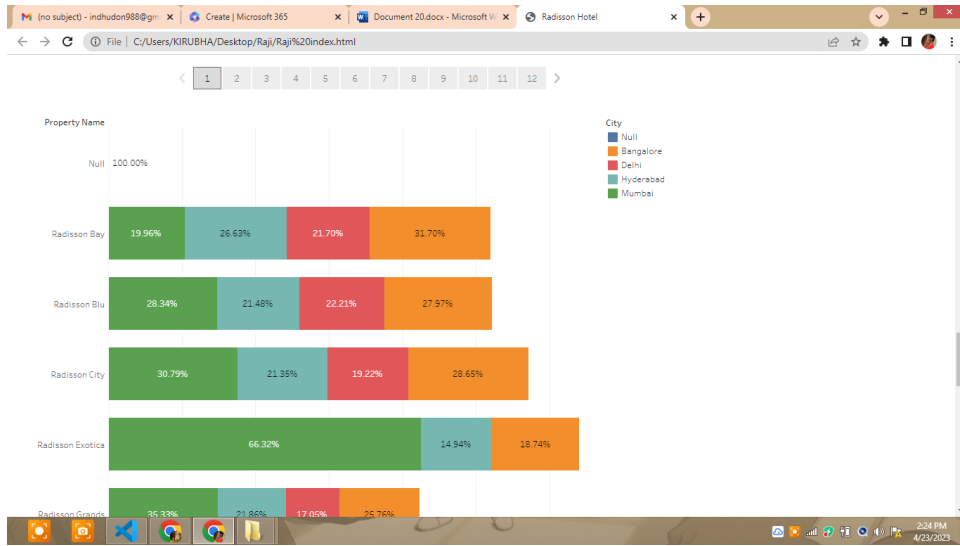 (no subject) - indhudon988@gm
Create | Microsoft 365
Document 20.docx - Microsoft W
Radisson Hotel
File | C:/Users/KIRUBHA/Desktop/Raji/Raji%20index.html
1 2 3 4 5 6 7 8 9 10 11 12
Property Name
City
Null
Bangalore
Delhi
Hyderabad
Mumbai
Null 100.00%
Radisson Bay 19.96% 26.63% 21.70% 31.70%
Radisson Blu 28.34% 21.48% 22.21% 27.97%
Radisson City 30.79% 21.35% 19.22% 28.65%
Radisson Exotica 66.32% 14.94% 18.74%
Radisson Grands 35.33% 21.86% 17.05% 25.76%
2:24 PM
4/23/2023